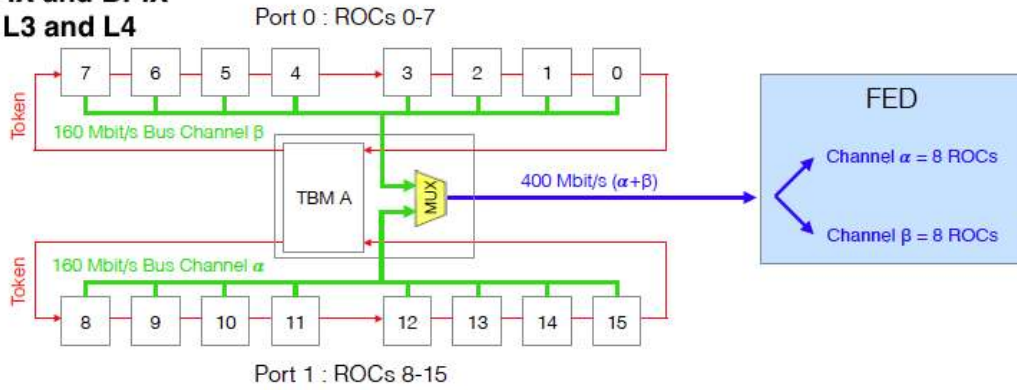 L3 and L4
Port 0 : ROCs 0-7
7 6 5 4 3 2 1 0
Token
160 Mbit/s Bus Channel β
TBM A
MUX
400 Mbit/s (α+β)
FED
Channel α = 8 ROCs
Channel β = 8 ROCs
160 Mbit/s Bus Channel α
Token
8 9 10 11 12 13 14 15
Port 1 : ROCs 8-15